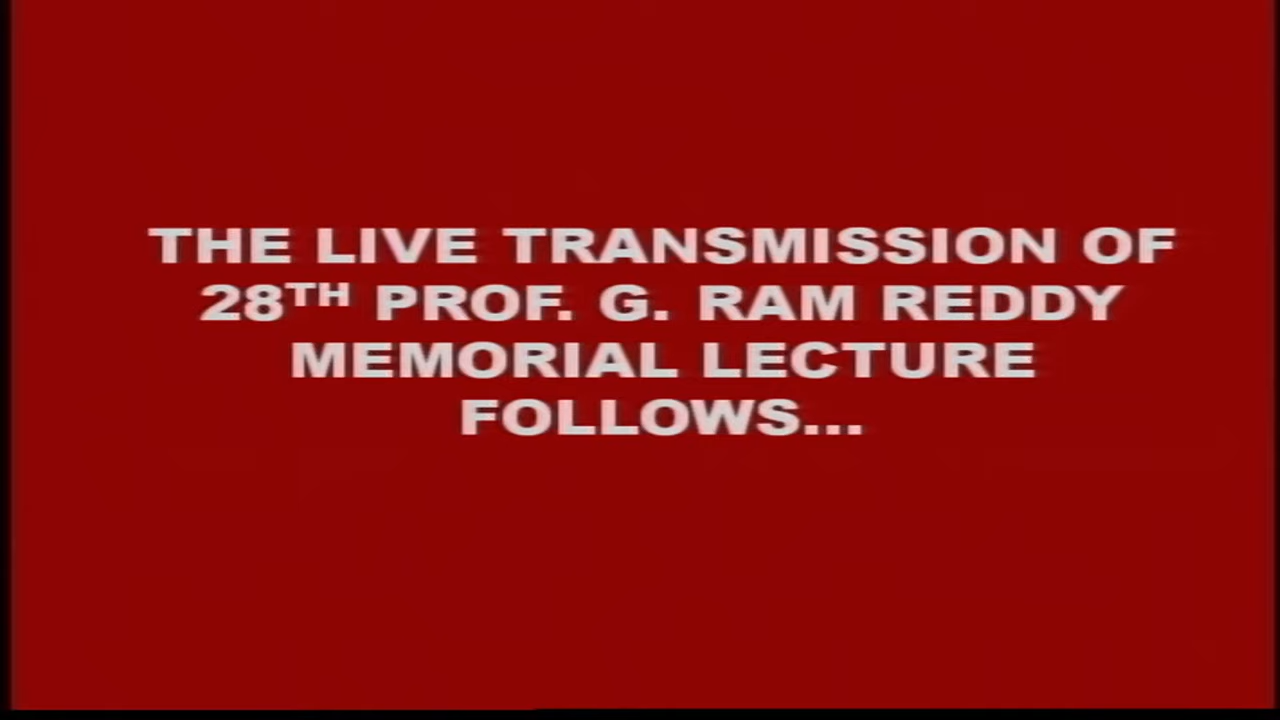 THE LIVE TRANSMISSION OF
28TH PROF. G. RAM REDDY
MEMORIAL LECTURE
FOLLOWS...